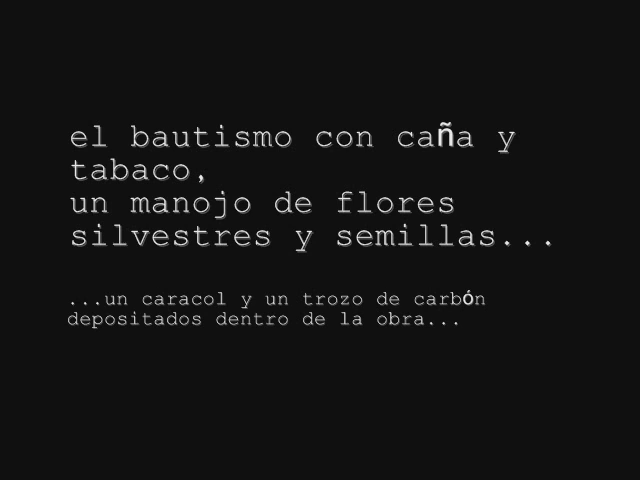 el bautismo con caña y
tabaco,
un manojo de flores
silvestres y semillas...
...un caracol y un trozo de carbón
depositados dentro de la obra...